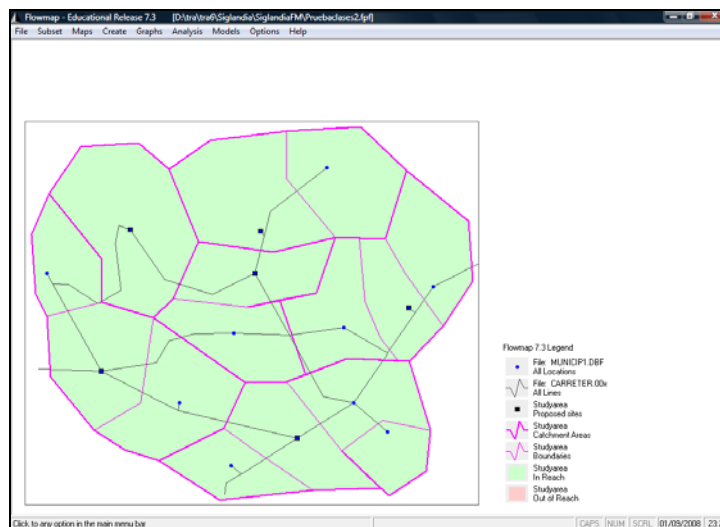 Flowmap - Educational Release 7.3 [D:\tra\tra6\Siglandia\SiglandiaFM\Pruebaclases2.fpf]
File Subset Maps Create Graphs Analysis Models Options Help
Flowmap 7.3 Legend
File: MUNICIP1.DBF
All Locations
File: CARRETER.00x
All Lines
Studyarea
Proposed sites
Studyarea
Catchment Areas
Studyarea
Boundaries
Studyarea
In Reach
Studyarea
Out of Reach
Click to any option in the main menu bar CAPS NUM SCRL 01/09/2008